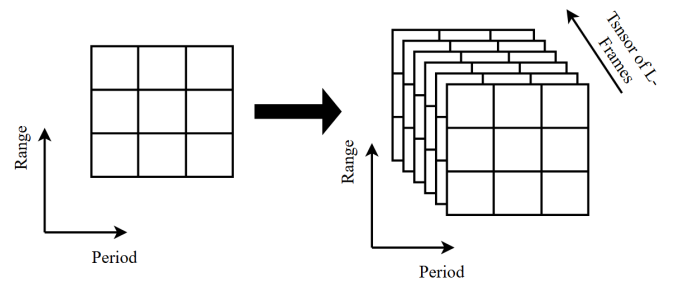 Range
Period
Range
Period
Tsnsor of L-
Frames